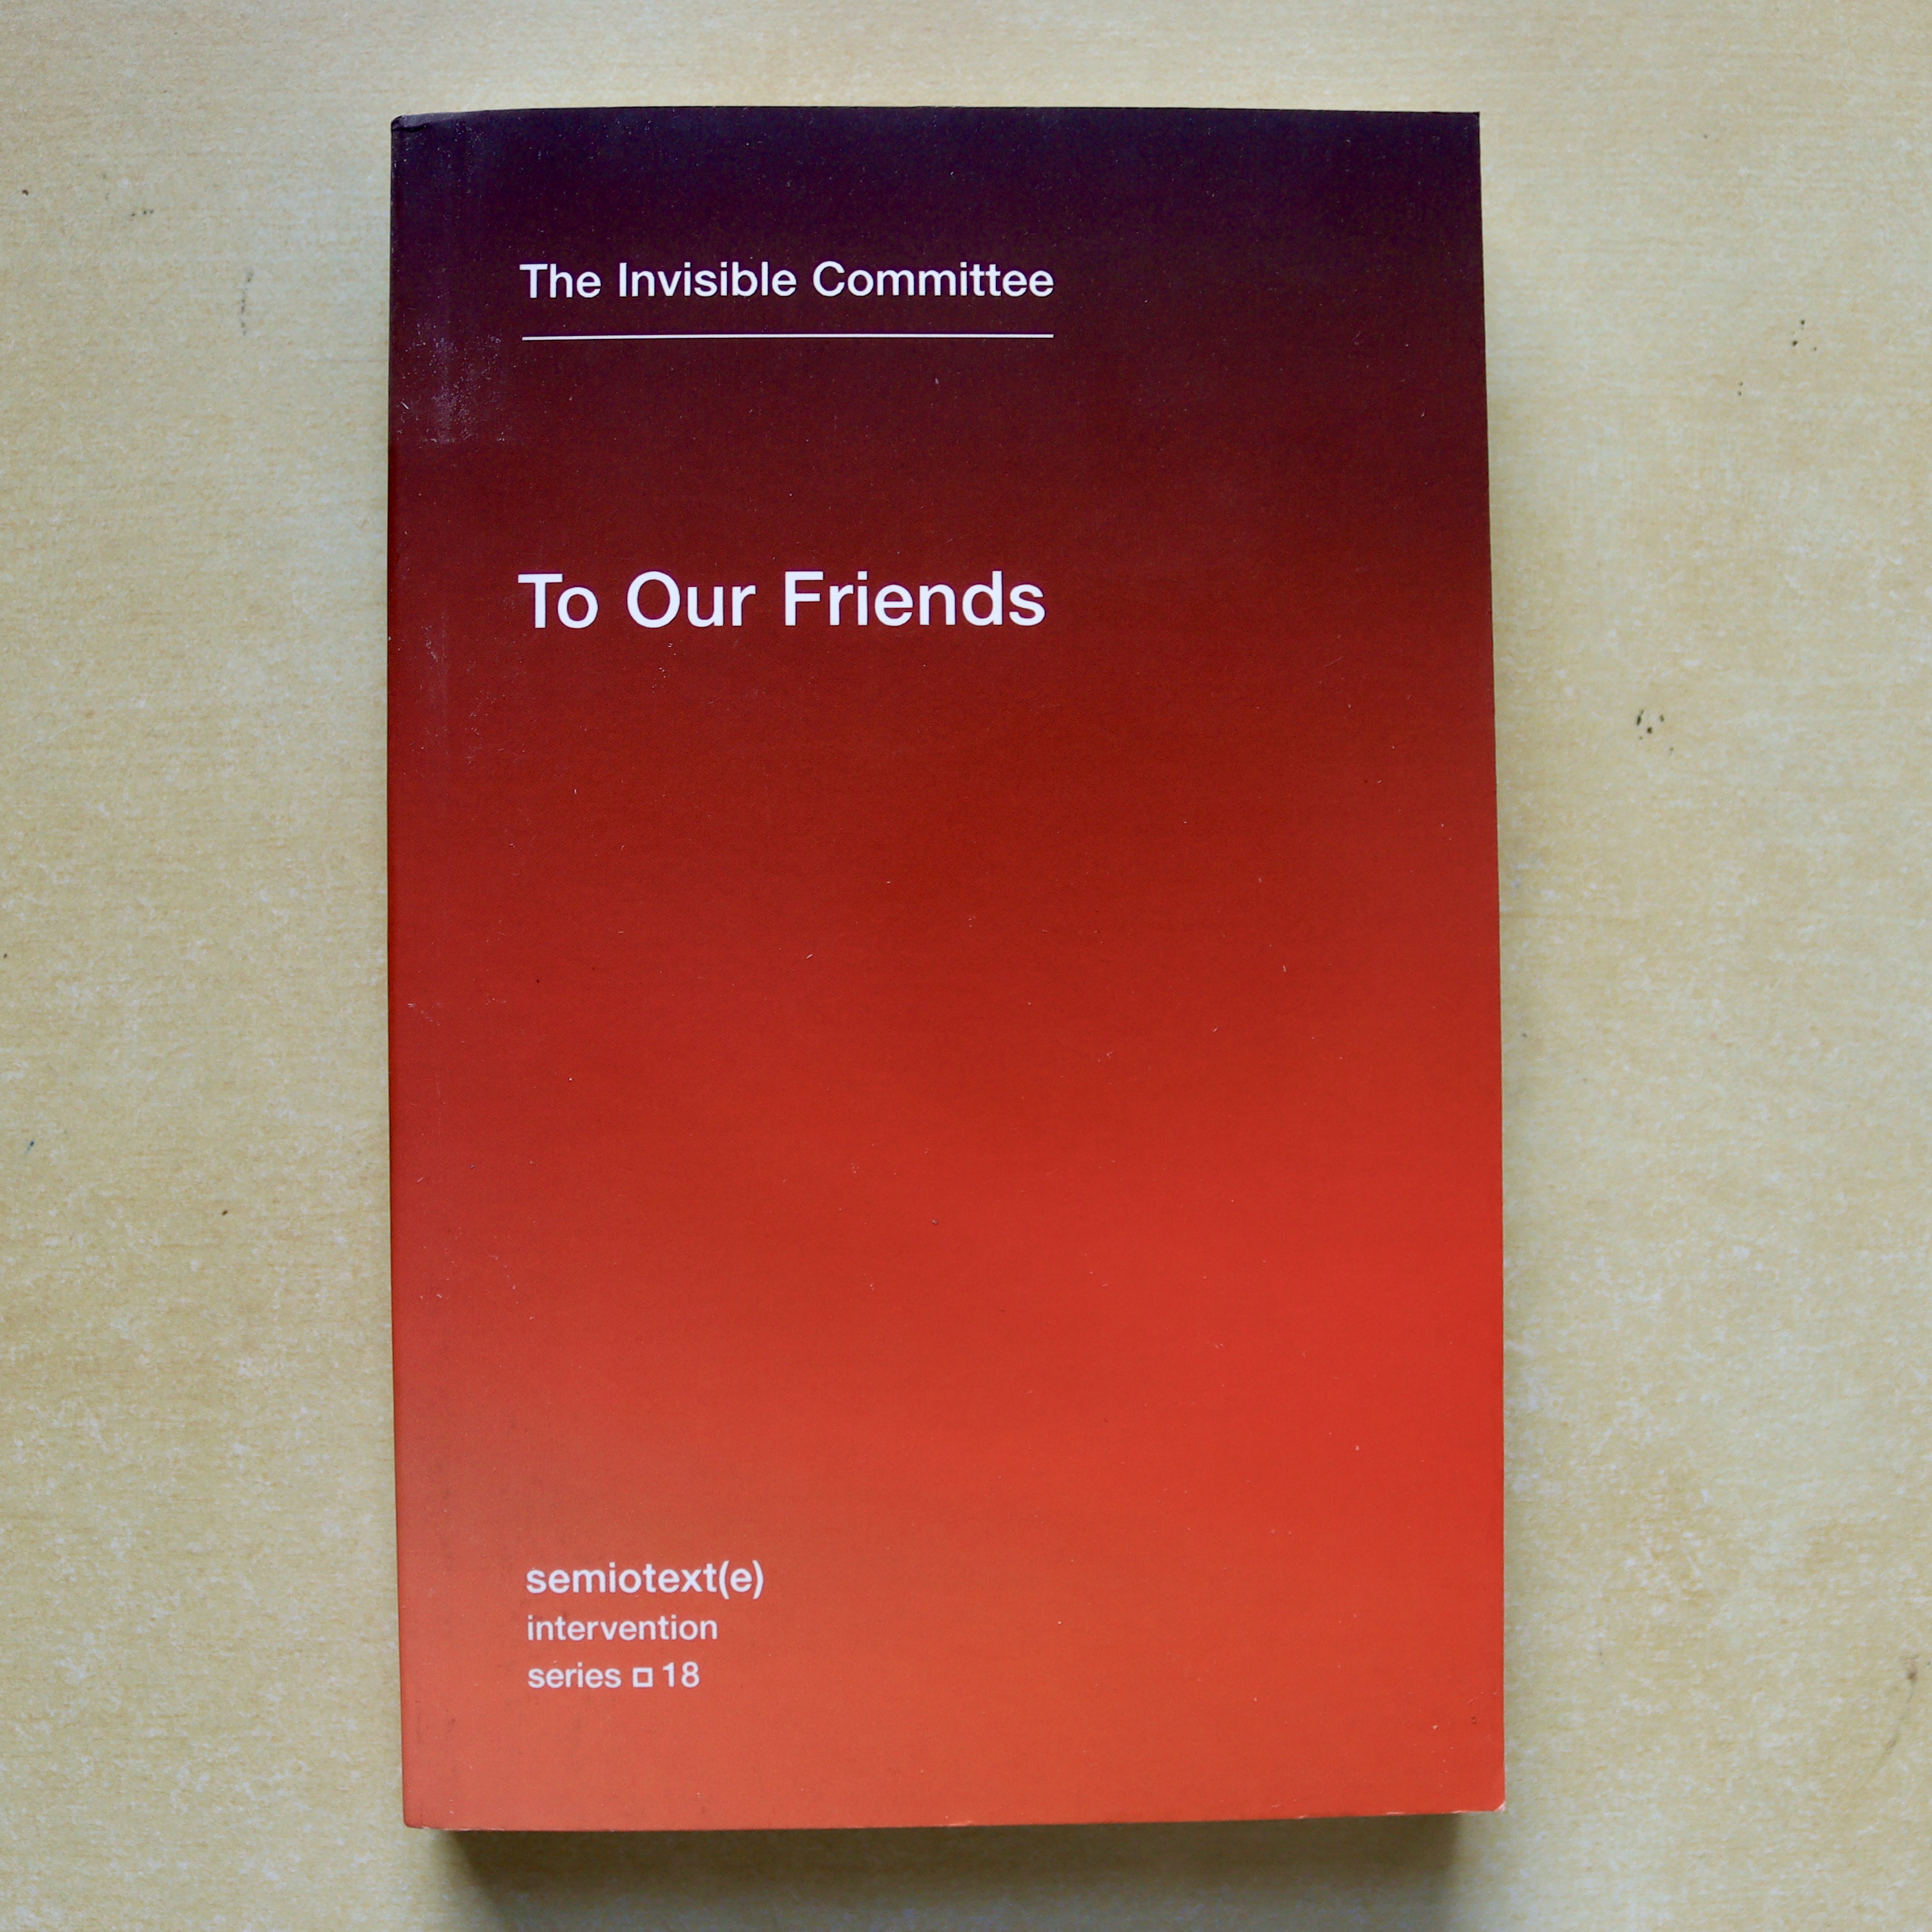 The Invisible Committee
To Our Friends
semiotext(e)
intervention
series □ 18